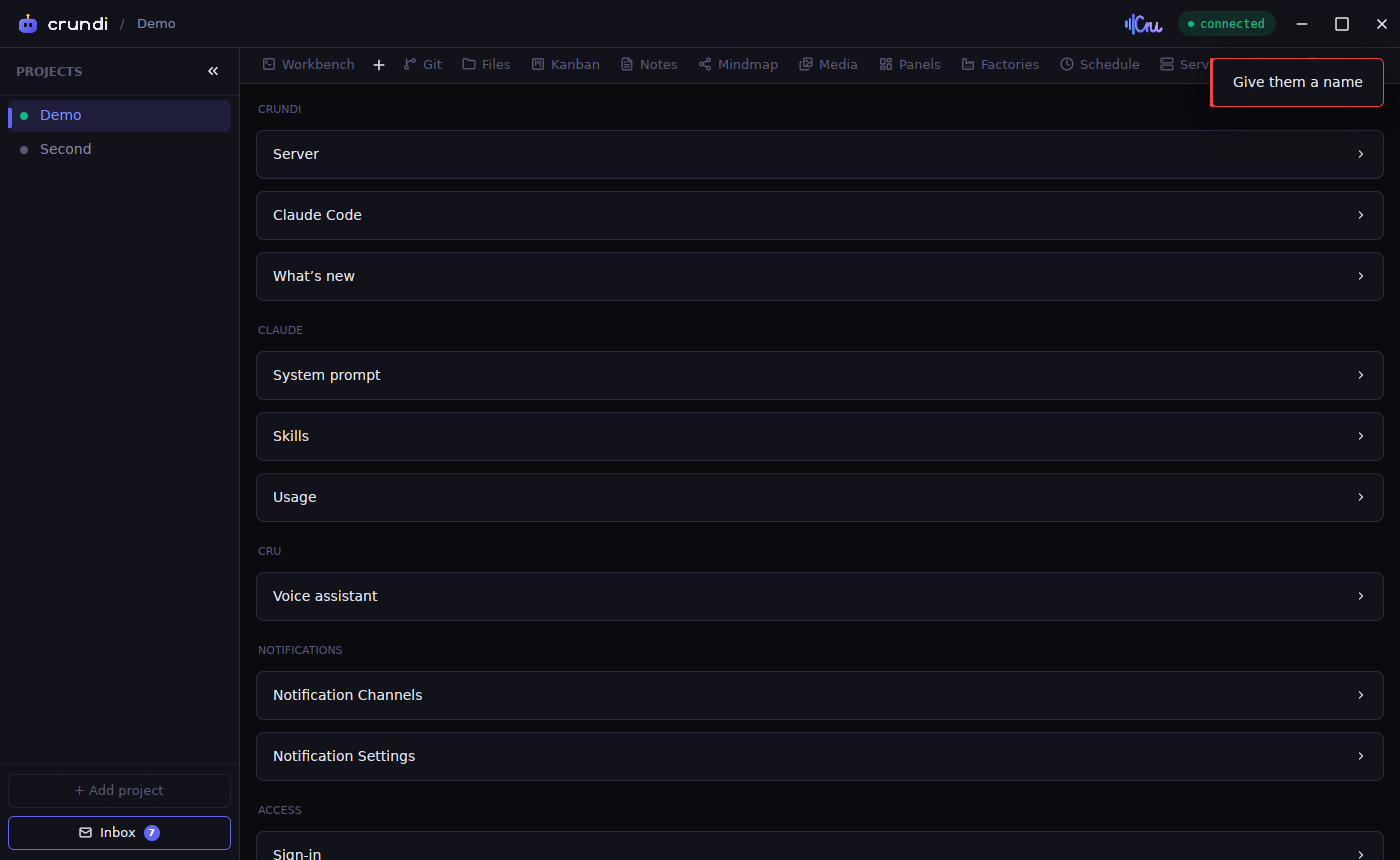 crundi / Demo
Cru
connected
PROJECTS
Demo
Second
+ Add project
Inbox 7
Workbench + Git Files Kanban Notes Mindmap Media Panels Factories Schedule
Give them a name
CRUNDI
Server
Claude Code
What’s new
CLAUDE
System prompt
Skills
Usage
CRU
Voice assistant
NOTIFICATIONS
Notification Channels
Notification Settings
ACCESS
Sign-in